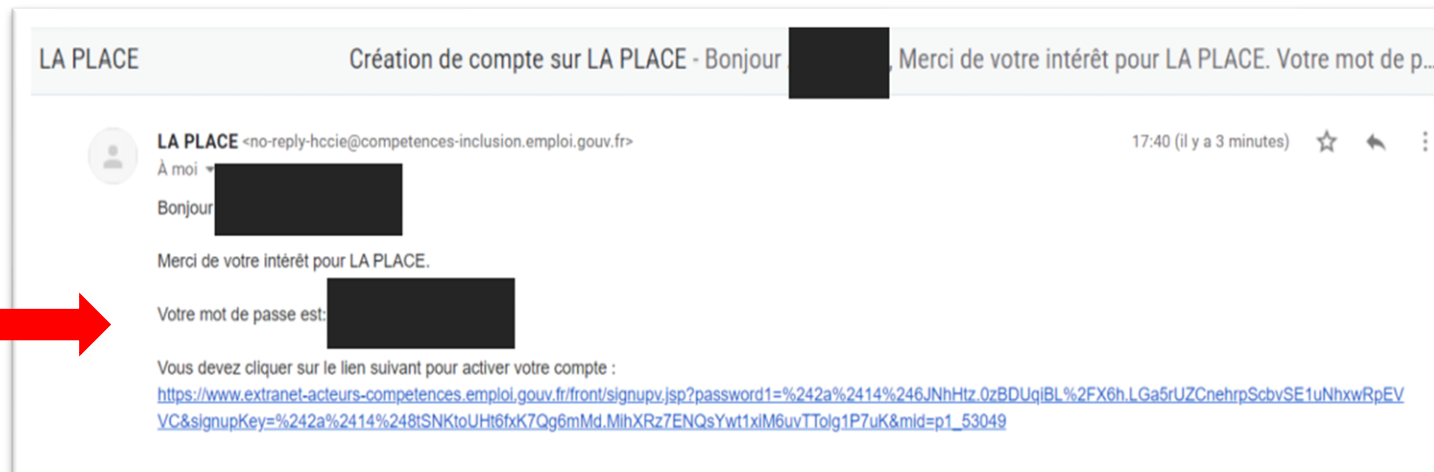 LA PLACE Création de compte sur LA PLACE - Bonjour , Merci de votre intérêt pour LA PLACE. Votre mot de p...
LA PLACE <no-reply-hccie@competences-inclusion.emploi.gouv.fr> 17:40 (il y a 3 minutes)
À moi
Bonjour
Merci de votre intérêt pour LA PLACE.
Votre mot de passe est:
Vous devez cliquer sur le lien suivant pour activer votre compte :
https://www.extranet-acteurs-competences.emploi.gouv.fr/front/signupv.jsp?password1=%242a%2414%246JNhHtz.0zBDUqiBL%2FX6h.LGa5rUZCnehrpScbvSE1uNhxwRpEV
VC&signupKey=%242a%2414%248tSNKtoUHt6fxK7Qg6mMd.MihXRz7ENQsYwt1xiM6uvTTolg1P7uK&mid=p1_53049